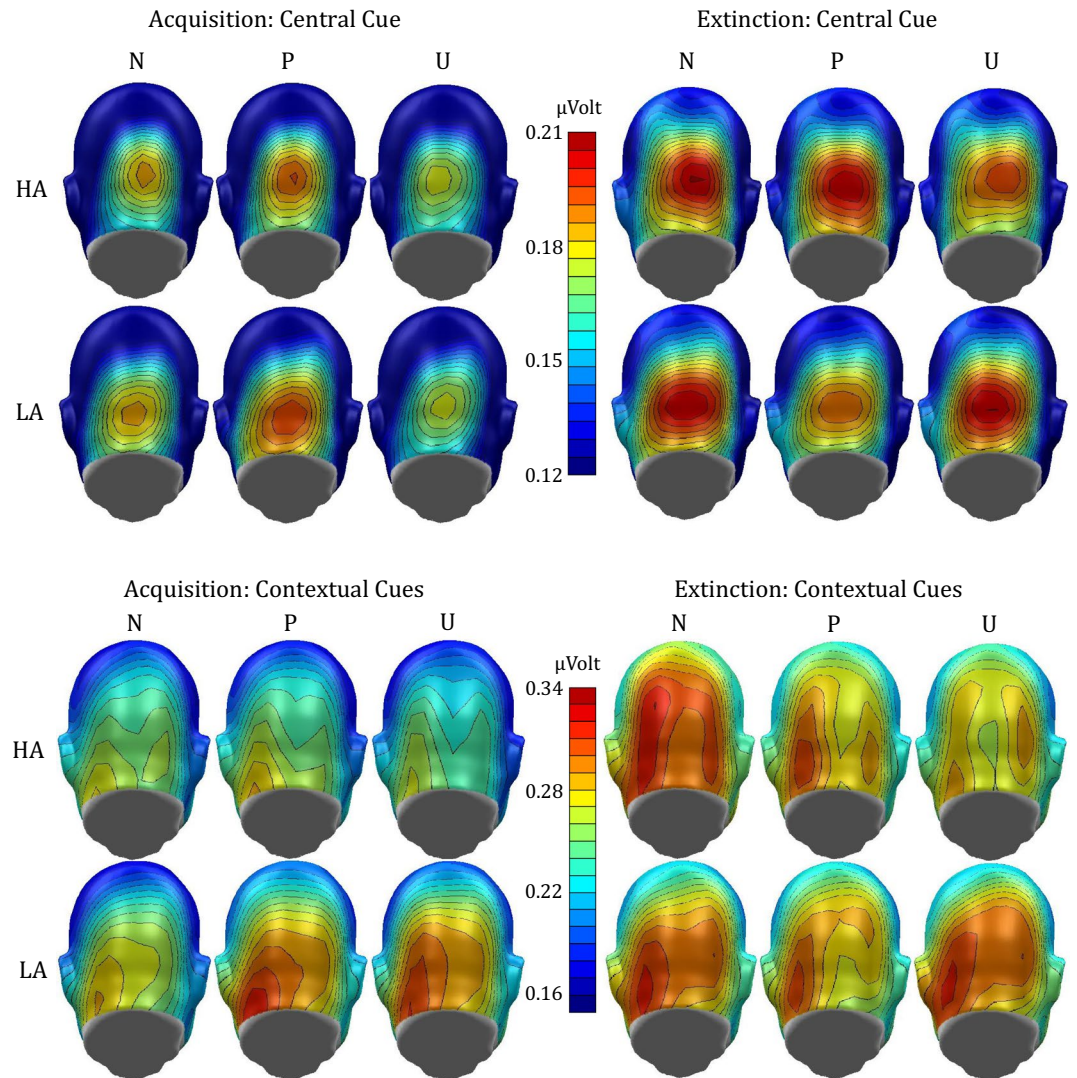 Acquisition: Central Cue
Extinction: Central Cue
N P U
N P U
µVolt
0.21
HA
0.18
0.15
LA
0.12
Acquisition: Contextual Cues
Extinction: Contextual Cues
N P U
N P U
µVolt
0.34
HA
0.28
0.22
LA
0.16